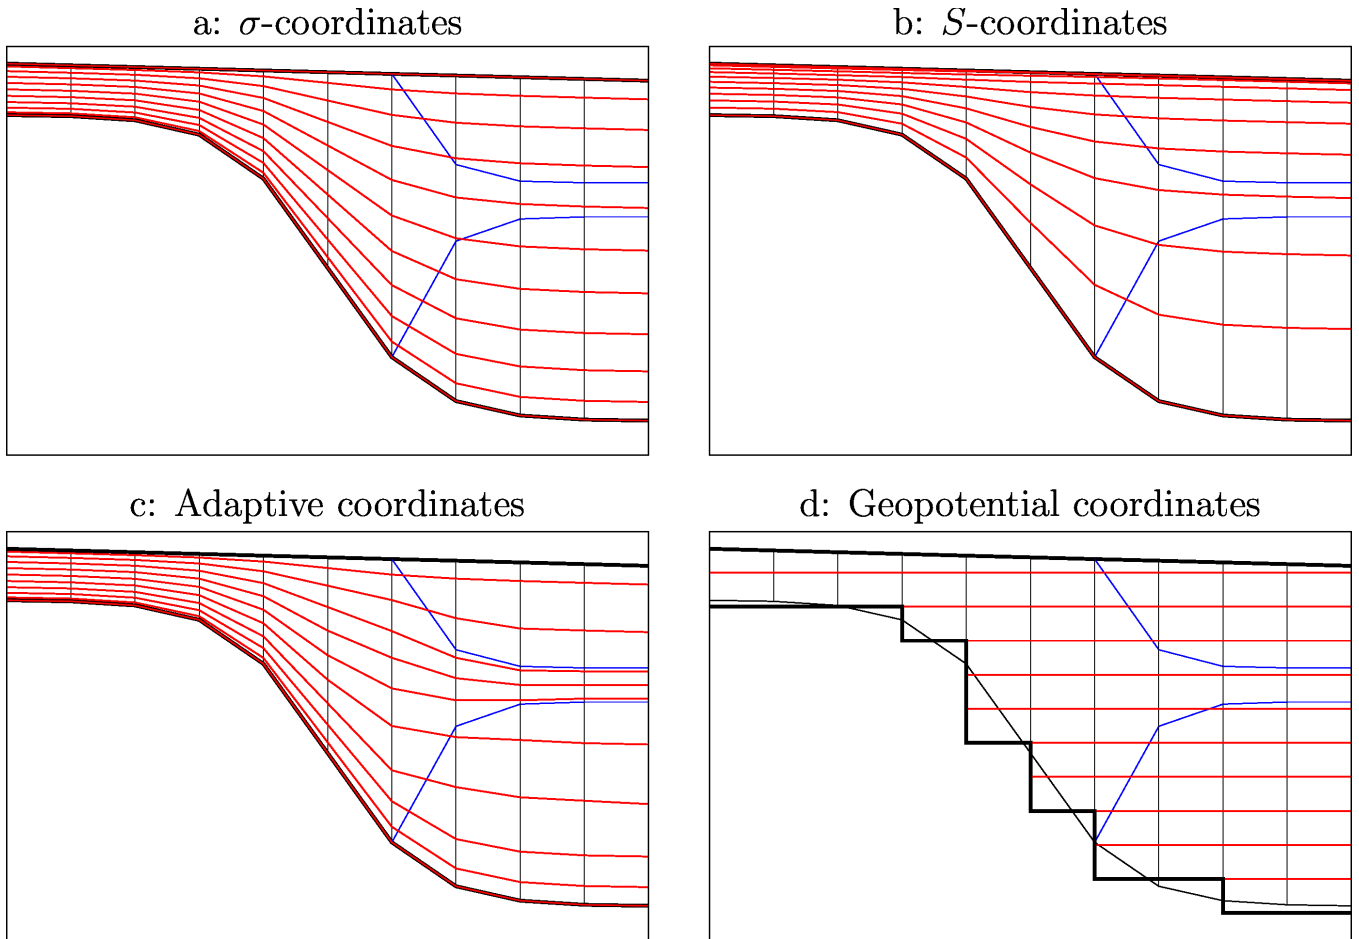 a: σ-coordinates
b: S-coordinates
c: Adaptive coordinates
d: Geopotential coordinates